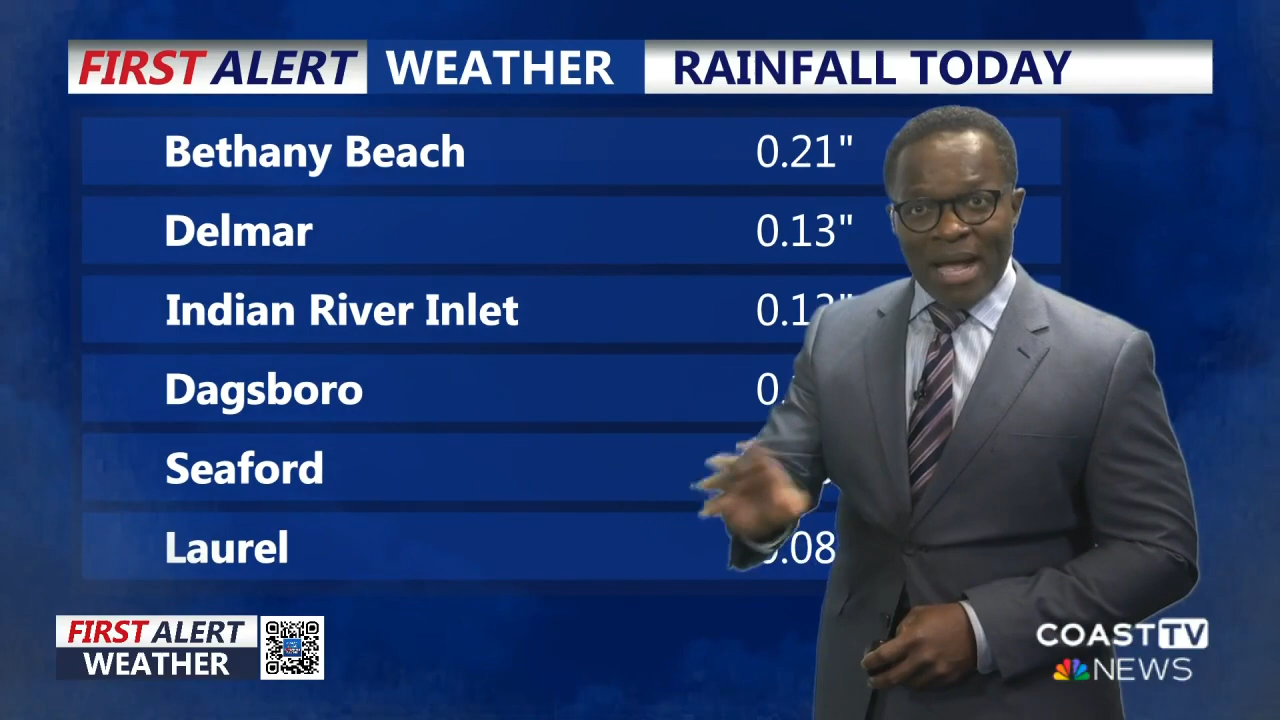 FIRST ALERT WEATHER RAINFALL TODAY
Bethany Beach 0.21"
Delmar 0.13"
Indian River Inlet
Dagsboro
Seaford
Laurel .08
FIRST ALERT
WEATHER
COAST TV
NEWS